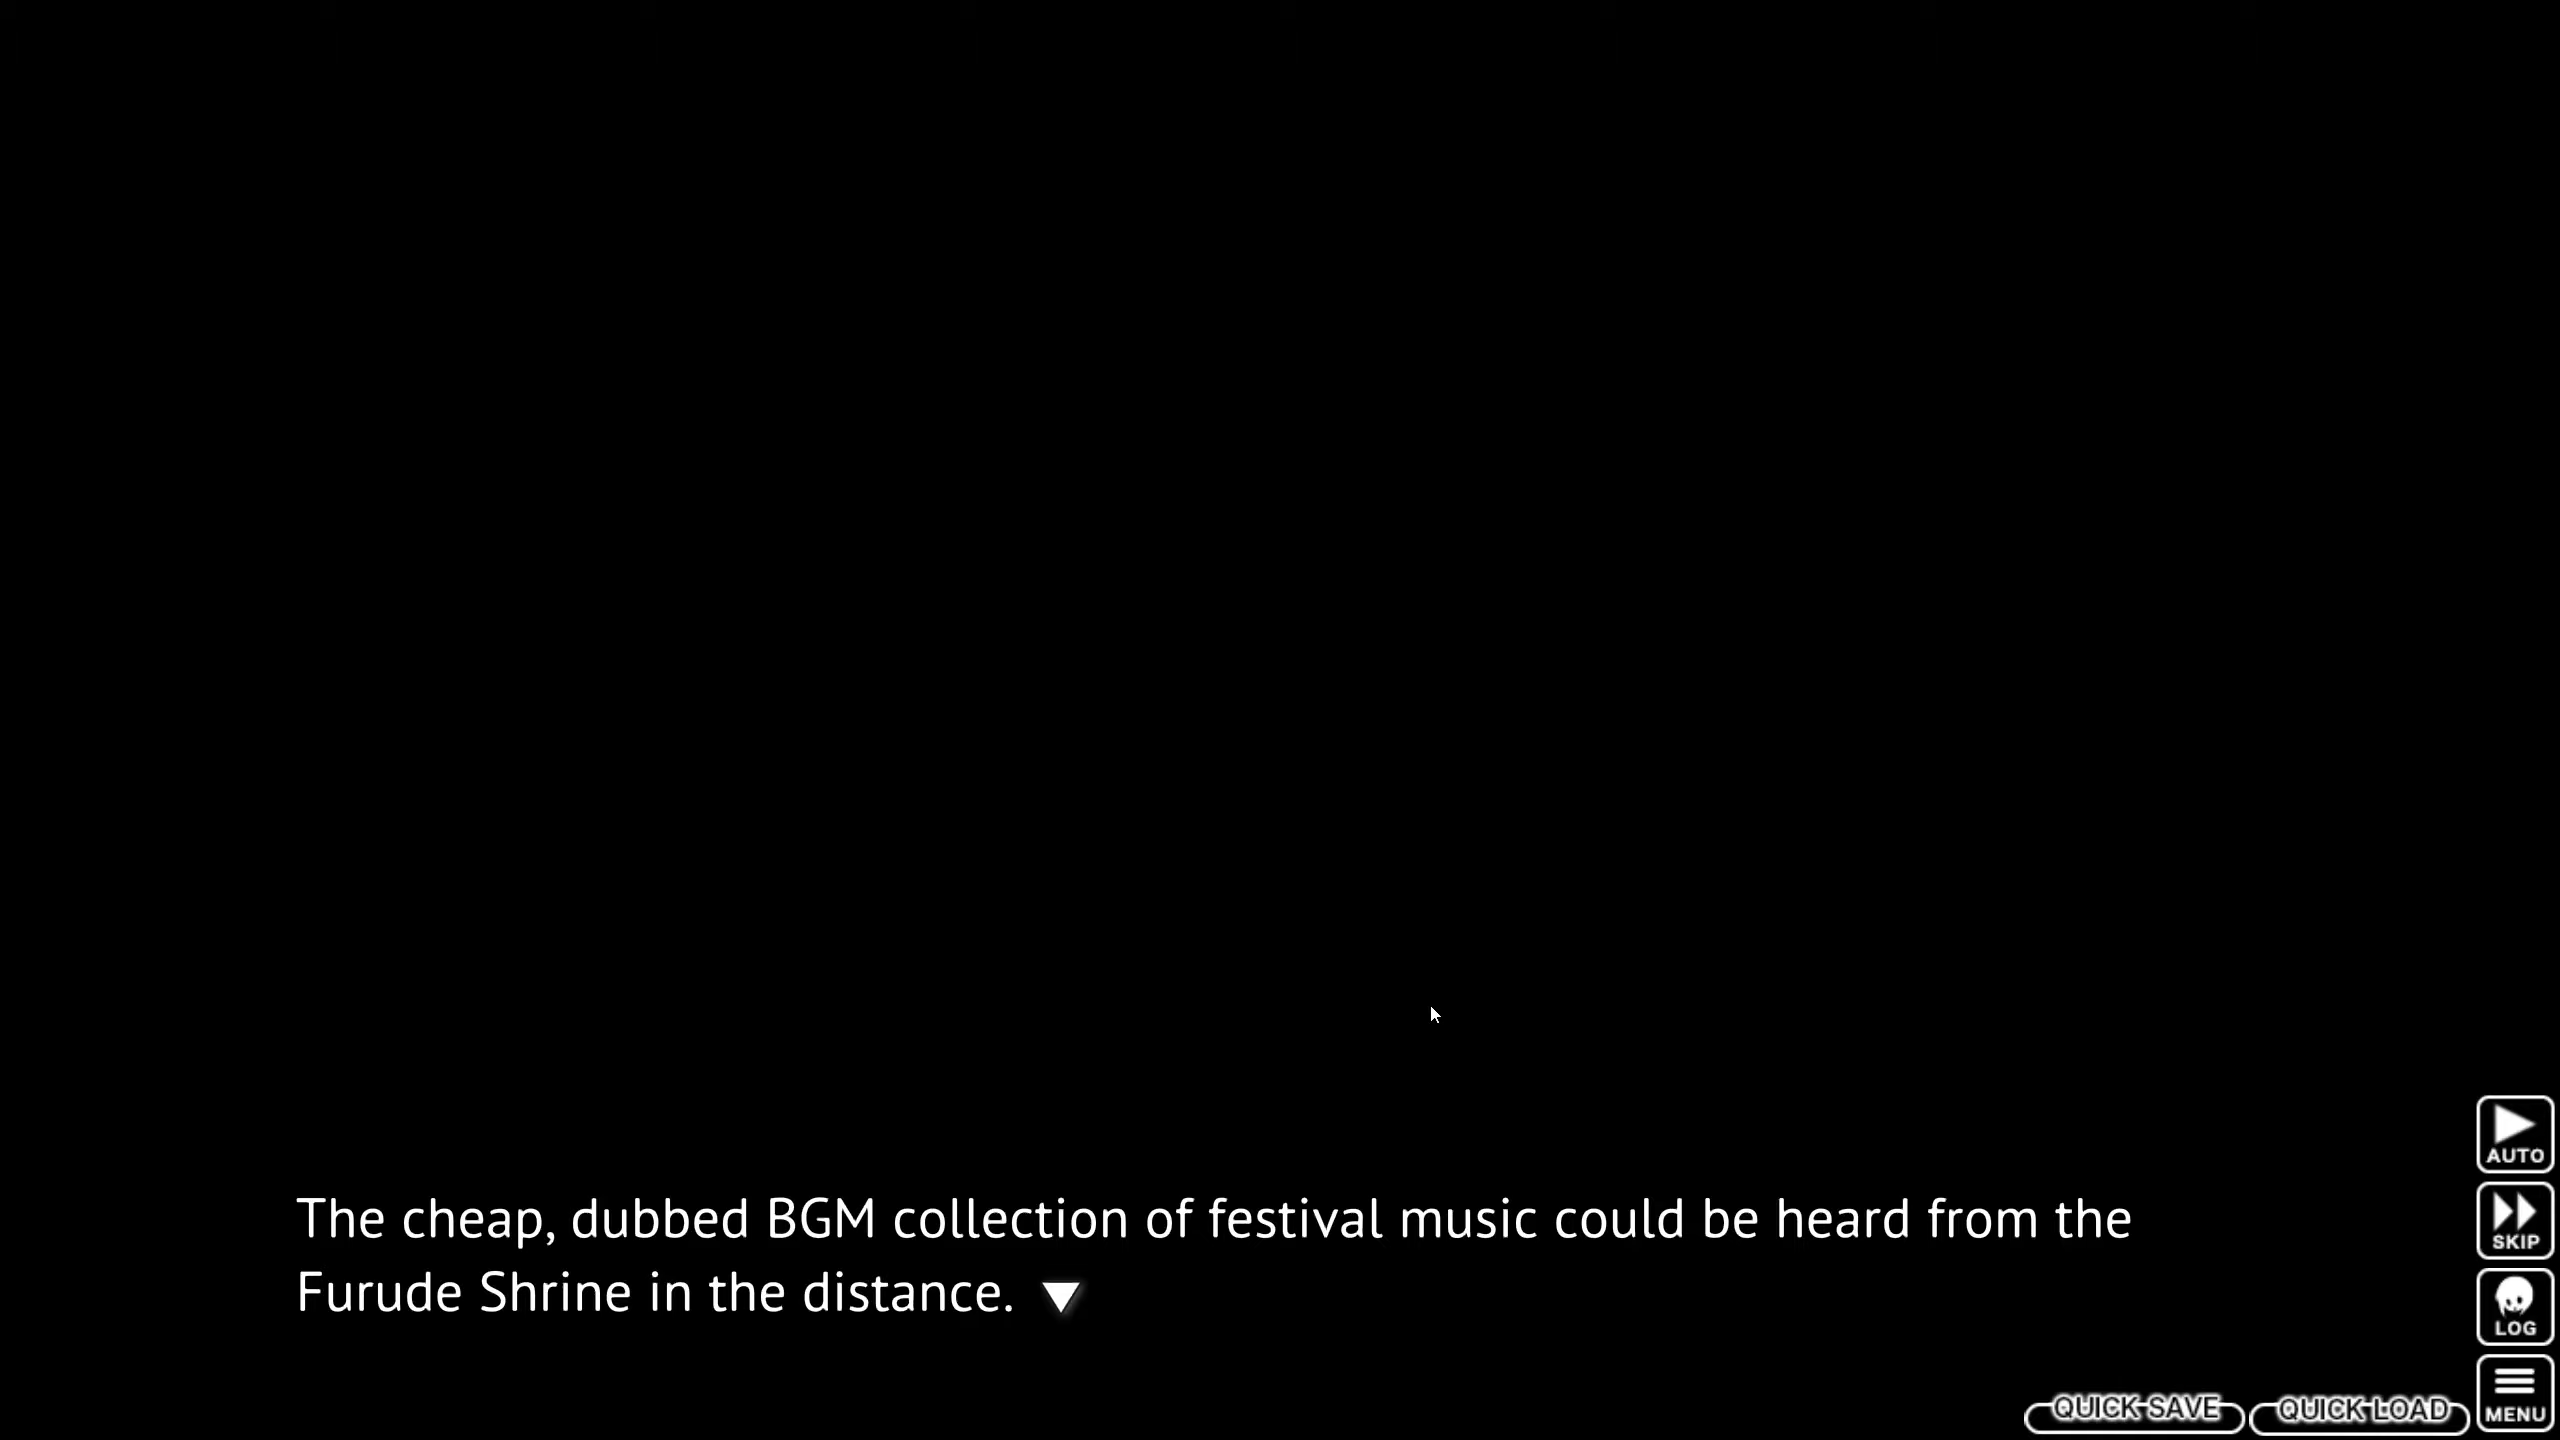 The cheap, dubbed BGM collection of festival music could be heard from the
Furude Shrine in the distance.
AUTO
SKIP
LOG
MENU
QUICK SAVE
QUICK LOAD